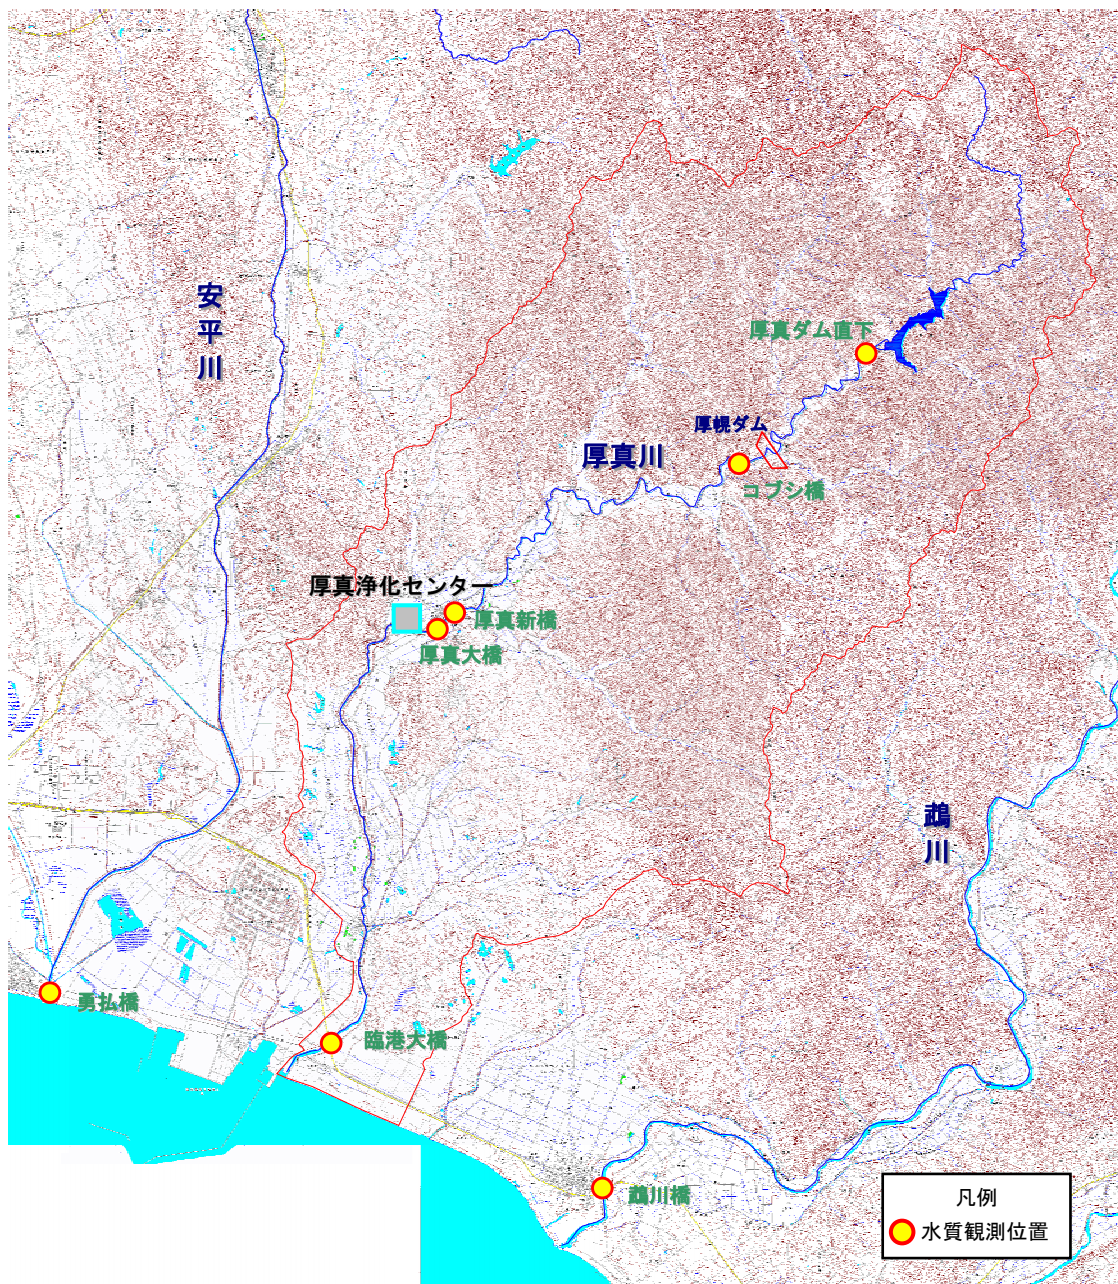 安平川
厚真ダム直下
厚幌ダム
厚真川
コブシ橋
厚真浄化センター
厚真新橋
厚真大橋
鵡川
勇払橋
臨港大橋
鵡川橋
凡例
水質観測位置